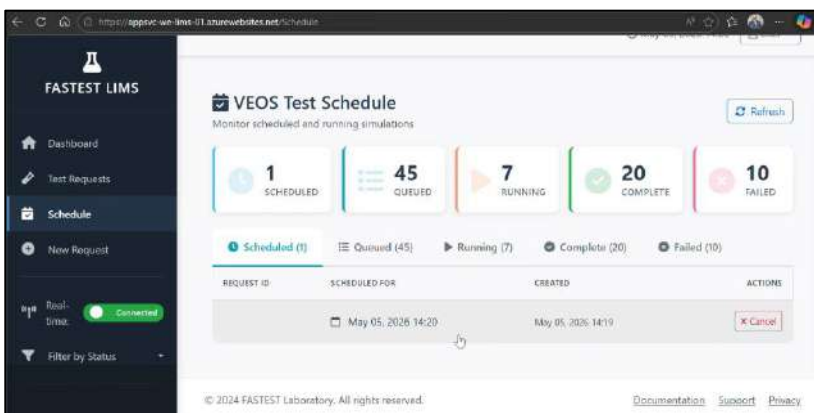 https://appsvc-we-lims-01.azurewebsites.net/Schedule
FASTEST LIMS
Dashboard
Test Requests
Schedule
New Request
Real-time:
Connected
Filter by Status
VEOS Test Schedule
Monitor scheduled and running simulations
Refresh
1
SCHEDULED
45
QUEUED
7
RUNNING
20
COMPLETE
10
FAILED
Scheduled (1)
Queued (45)
Running (7)
Complete (20)
Failed (10)
REQUEST ID SCHEDULED FOR CREATED ACTIONS
May 05, 2026 14:20 May 05, 2026 14:19 × Cancel
© 2024 FASTEST Laboratory. All rights reserved.
Documentation Support Privacy